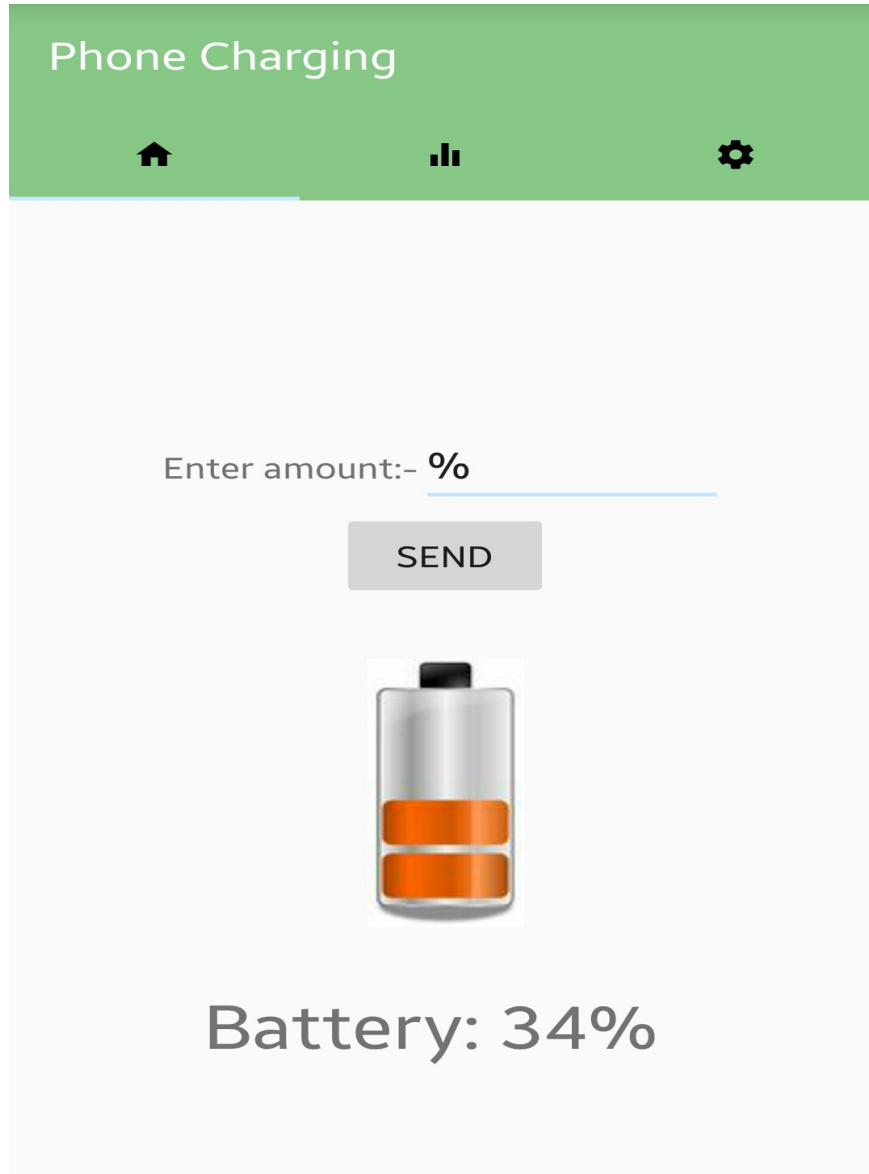 Phone Charging
Enter amount:- %
SEND
Battery: 34%